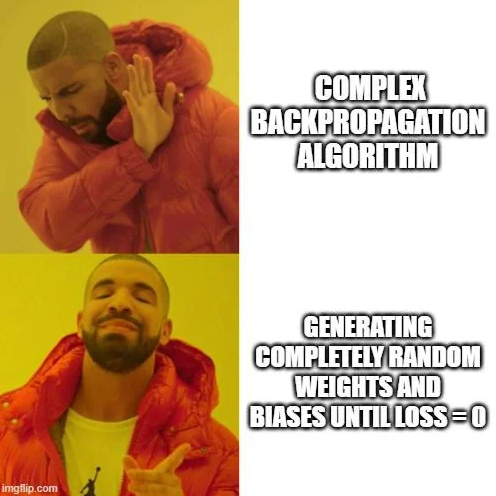 COMPLEX
BACKPROPAGATION
ALGORITHM
GENERATING
COMPLETELY RANDOM
WEIGHTS AND
BIASES UNTIL LOSS = 0
imgflip.com